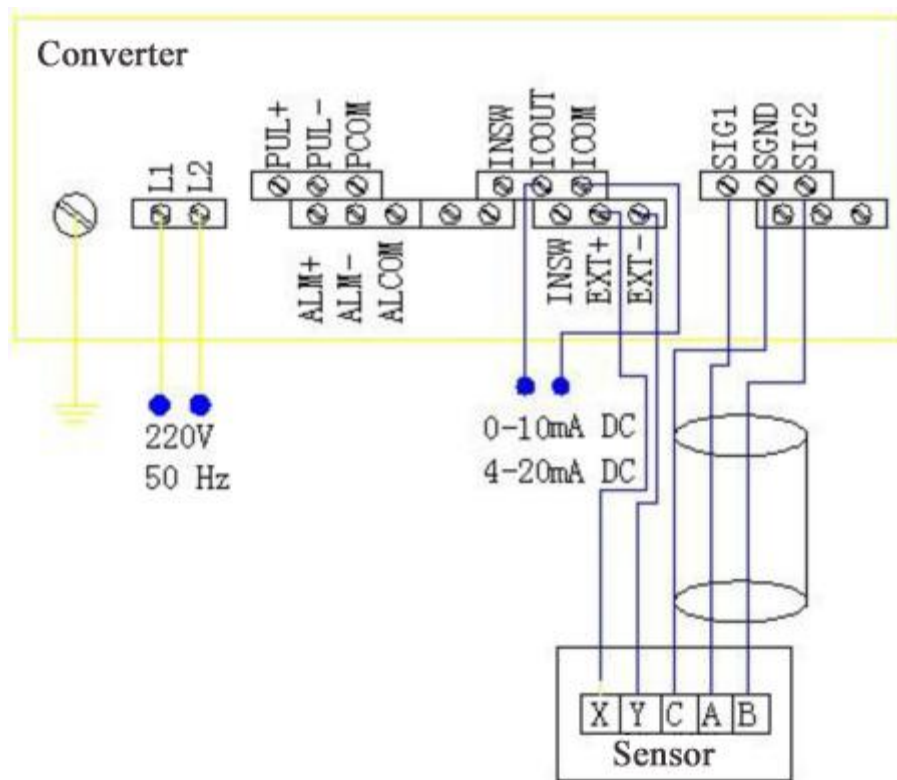 Converter
L1
L2
PUL+
PUL-
PCOM
INSW
ICOUT
ICOM
SIG1
SGND
SIG2
ALM+
ALM-
ALCOM
INSW
EXT+
EXT-
220V
50 Hz
0-10mA DC
4-20mA DC
X Y C A B
Sensor